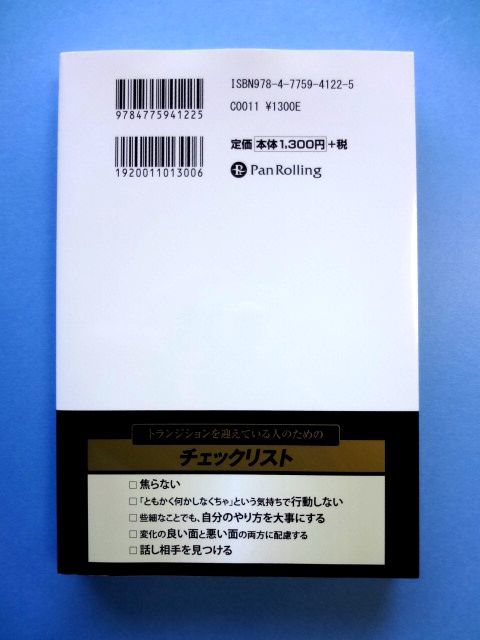 ISBN978-4-7759-4122-5
9784775941225
C0011 ¥1300E
定価 本体1,300円 +税
1920011013006
PanRolling
トランジションを迎えている人のための
チェックリスト
□ 焦らない
□ 「ともかく何かしなくちゃ」という気持ちで行動しない
□ 些細なことでも、自分のやり方を大事にする
□ 変化の良い面と悪い面の両方に配慮する
□ 話し相手を見つける